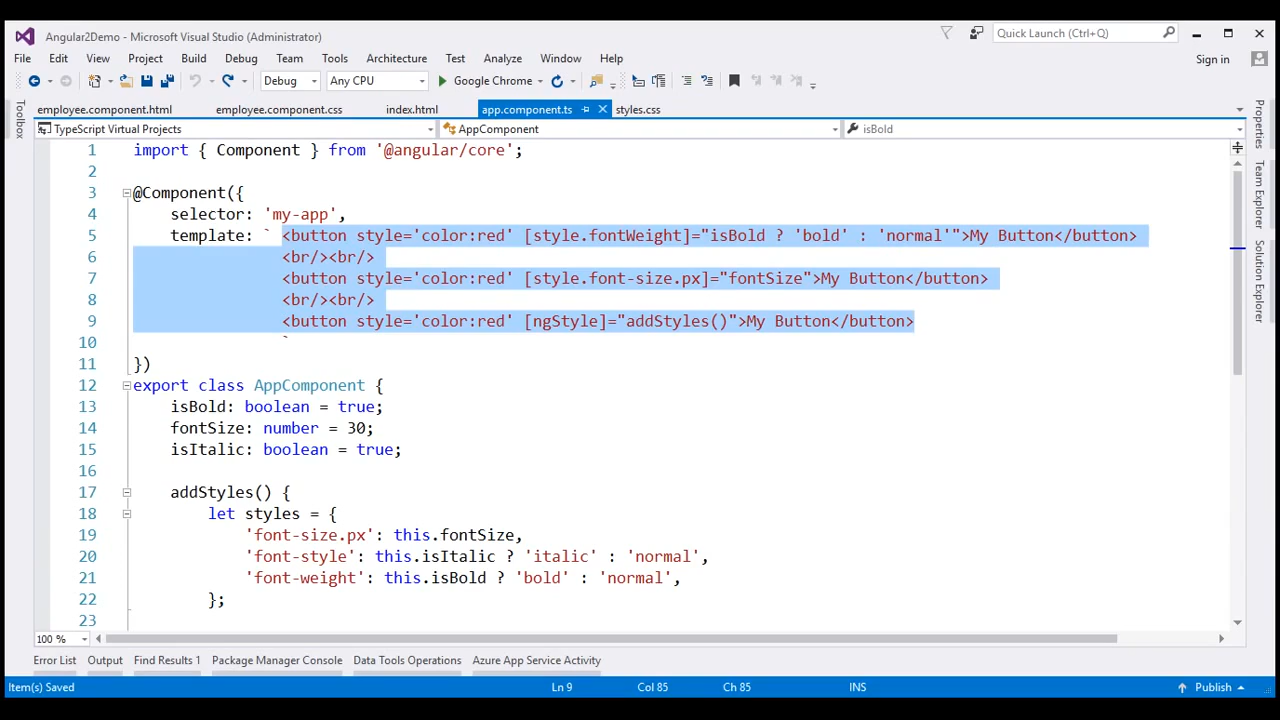 Angular2Demo - Microsoft Visual Studio (Administrator)
Quick Launch (Ctrl+Q)
File Edit View Project Build Debug Team Tools Architecture Test Analyze Window Help
Sign in
Debug Any CPU Google Chrome
employee.component.html employee.component.css index.html app.component.ts styles.css
Toolbox
TypeScript Virtual Projects AppComponent isBold
1 import { Component } from '@angular/core';
2
3 @Component({
4 selector: 'my-app',
5 template: ` <button style='color:red' [style.fontWeight]="isBold ? 'bold' : 'normal'">My Button</button>
6 <br/><br/>
7 <button style='color:red' [style.font-size.px]="fontSize">My Button</button>
8 <br/><br/>
9 <button style='color:red' [ngStyle]="addStyles()">My Button</button>
10 `
11 })
12 export class AppComponent {
13 isBold: boolean = true;
14 fontSize: number = 30;
15 isItalic: boolean = true;
16
17 addStyles() {
18 let styles = {
19 'font-size.px': this.fontSize,
20 'font-style': this.isItalic ? 'italic' : 'normal',
21 'font-weight': this.isBold ? 'bold' : 'normal',
22 };
23
Properties
Team Explorer
Solution Explorer
100 %
Error List Output Find Results 1 Package Manager Console Data Tools Operations Azure App Service Activity
Item(s) Saved Ln 9 Col 85 Ch 85 INS Publish